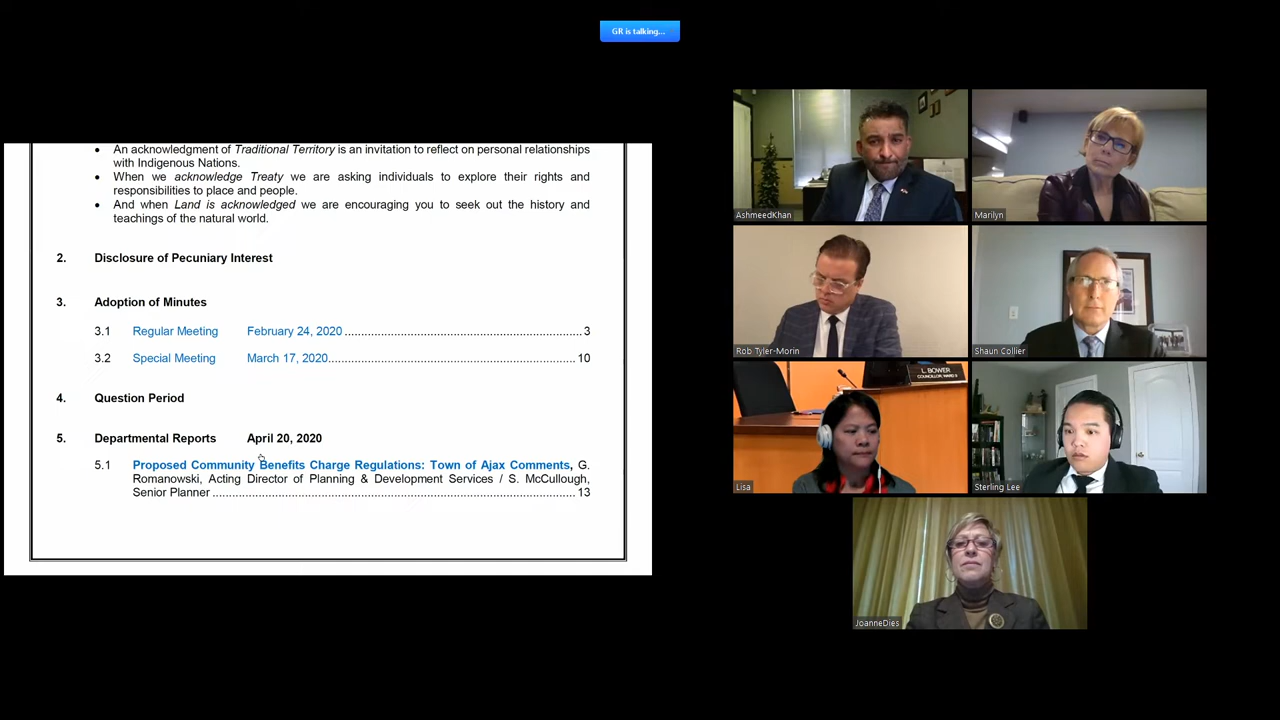 GR is talking...
• An acknowledgment of Traditional Territory is an invitation to reflect on personal relationships
with Indigenous Nations.
• When we acknowledge Treaty we are asking individuals to explore their rights and
responsibilities to place and people.
• And when Land is acknowledged we are encouraging you to seek out the history and
teachings of the natural world.
2. Disclosure of Pecuniary Interest
3. Adoption of Minutes
3.1 Regular Meeting February 24, 2020 ........ 3
3.2 Special Meeting March 17, 2020........ 10
4. Question Period
5. Departmental Reports April 20, 2020
5.1 Proposed Community Benefits Charge Regulations: Town of Ajax Comments, G.
Romanowski, Acting Director of Planning & Development Services / S. McCullough,
Senior Planner ........ 13
AshmeedKhan
Marilyn
Rob Tyler-Morin
Shaun Collier
L. BOWER
COUNCILLOR, WARD 3
Lisa
Sterling Lee
JoanneDies